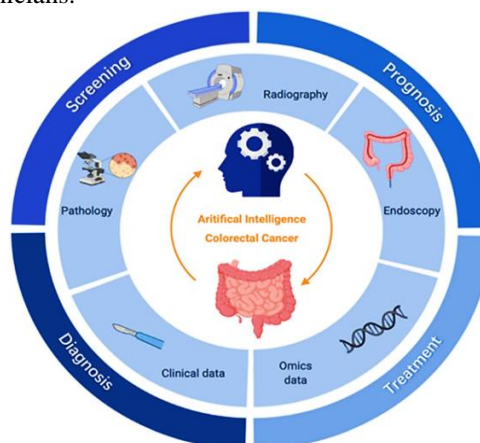 Screening
Prognosis
Radiography
Pathology
Endoscopy
Aritifical Intelligence
Colorectal Cancer
Clinical data
Omics
data
Diagnosis
Treatment